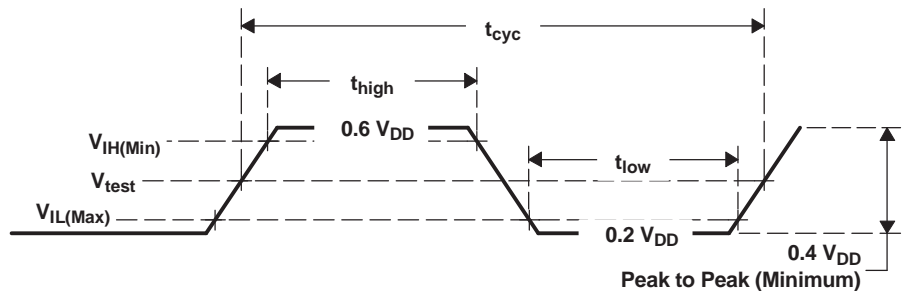 tcyc
thigh
0.6 VDD
VIH(Min)
tlow
Vtest
VIL(Max)
0.2 VDD
0.4 VDD
Peak to Peak (Minimum)